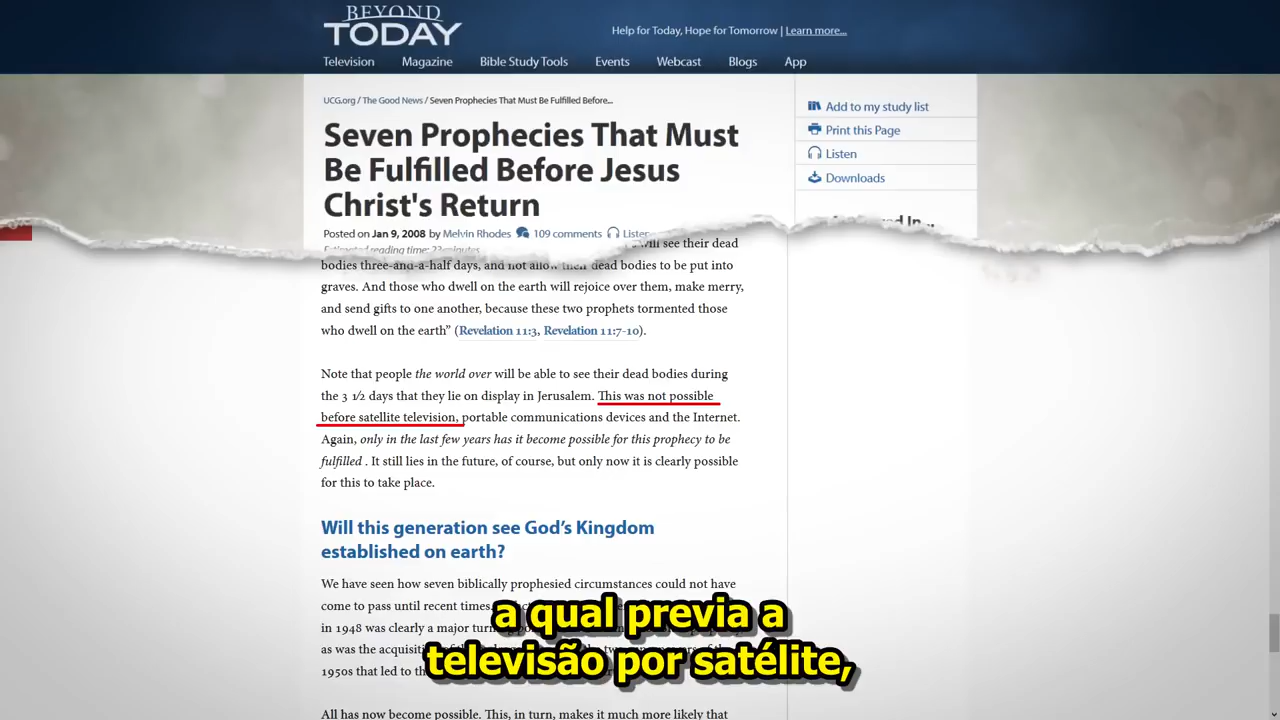 BEYOND
TODAY
Help for Today, Hope for Tomorrow | Learn more...
Television Magazine Bible Study Tools Events Webcast Blogs App
UCG.org / The Good News / Seven Prophecies That Must Be Fulfilled Before...
Seven Prophecies That Must
Be Fulfilled Before Jesus
Christ's Return
Posted on Jan 9, 2008 by Melvin Rhodes 109 comments Listen
Estimated reading time: 22 minutes
Add to my study list
Print this Page
Listen
Downloads
will see their dead
bodies three-and-a-half days, and not allow their dead bodies to be put into
graves. And those who dwell on the earth will rejoice over them, make merry,
and send gifts to one another, because these two prophets tormented those
who dwell on the earth” (Revelation 11:3, Revelation 11:7-10).
Note that people the world over will be able to see their dead bodies during
the 3 1/2 days that they lie on display in Jerusalem. This was not possible
before satellite television, portable communications devices and the Internet.
Again, only in the last few years has it become possible for this prophecy to be
fulfilled . It still lies in the future, of course, but only now it is clearly possible
for this to take place.
Will this generation see God’s Kingdom
established on earth?
We have seen how seven biblically prophesied circumstances could not have
come to pass until recent times,
in 1948 was clearly a major
as was the
1950s that led to
All has now become possible. This, in turn, makes it much more likely that
a qual previa a
televisão por satélite,